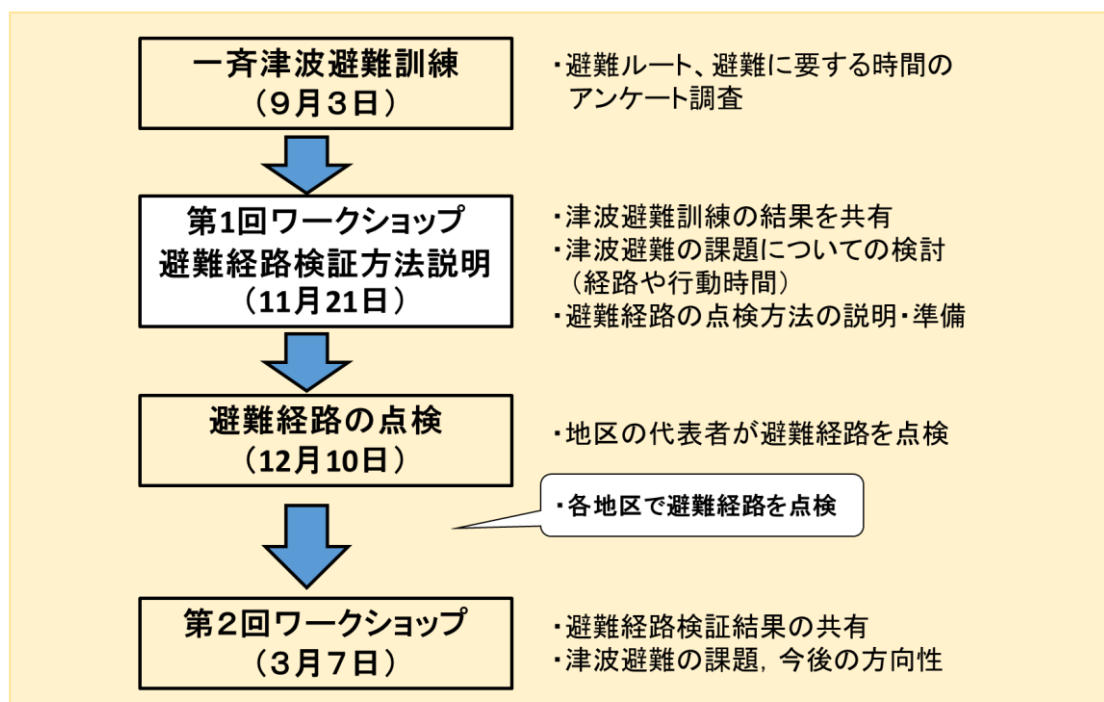 一斉津波避難訓練
（９月３日）
・避難ルート、避難に要する時間の
アンケート調査
第1回ワークショップ
避難経路検証方法説明
（11月21日）
・津波避難訓練の結果を共有
・津波避難の課題についての検討
（経路や行動時間）
・避難経路の点検方法の説明・準備
避難経路の点検
（12月10日）
・地区の代表者が避難経路を点検
・各地区で避難経路を点検
第２回ワークショップ
（３月７日）
・避難経路検証結果の共有
・津波避難の課題，今後の方向性